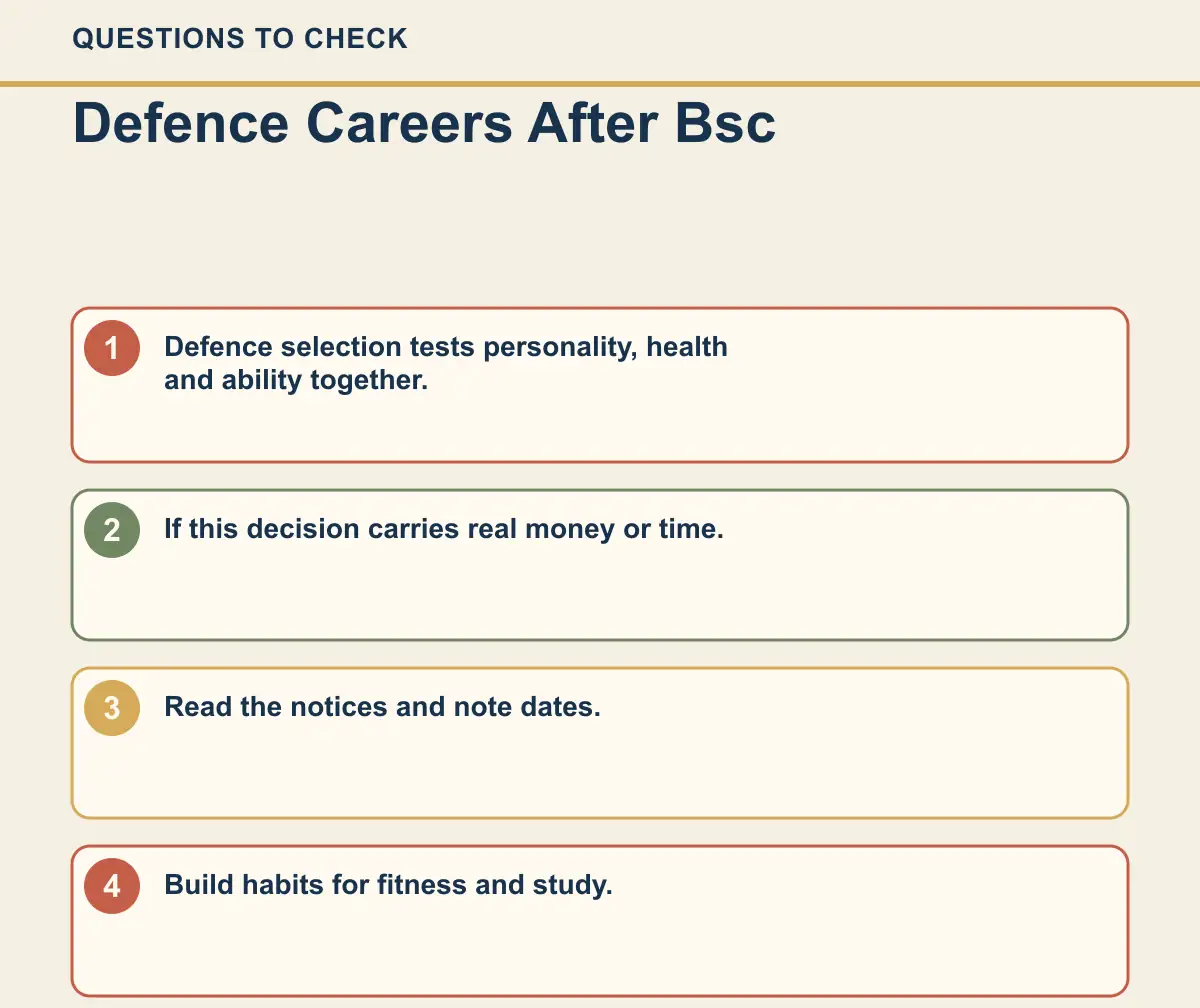 QUESTIONS TO CHECK
Defence Careers After Bsc
1
Defence selection tests personality, health
and ability together.
2
If this decision carries real money or time.
3
Read the notices and note dates.
4
Build habits for fitness and study.